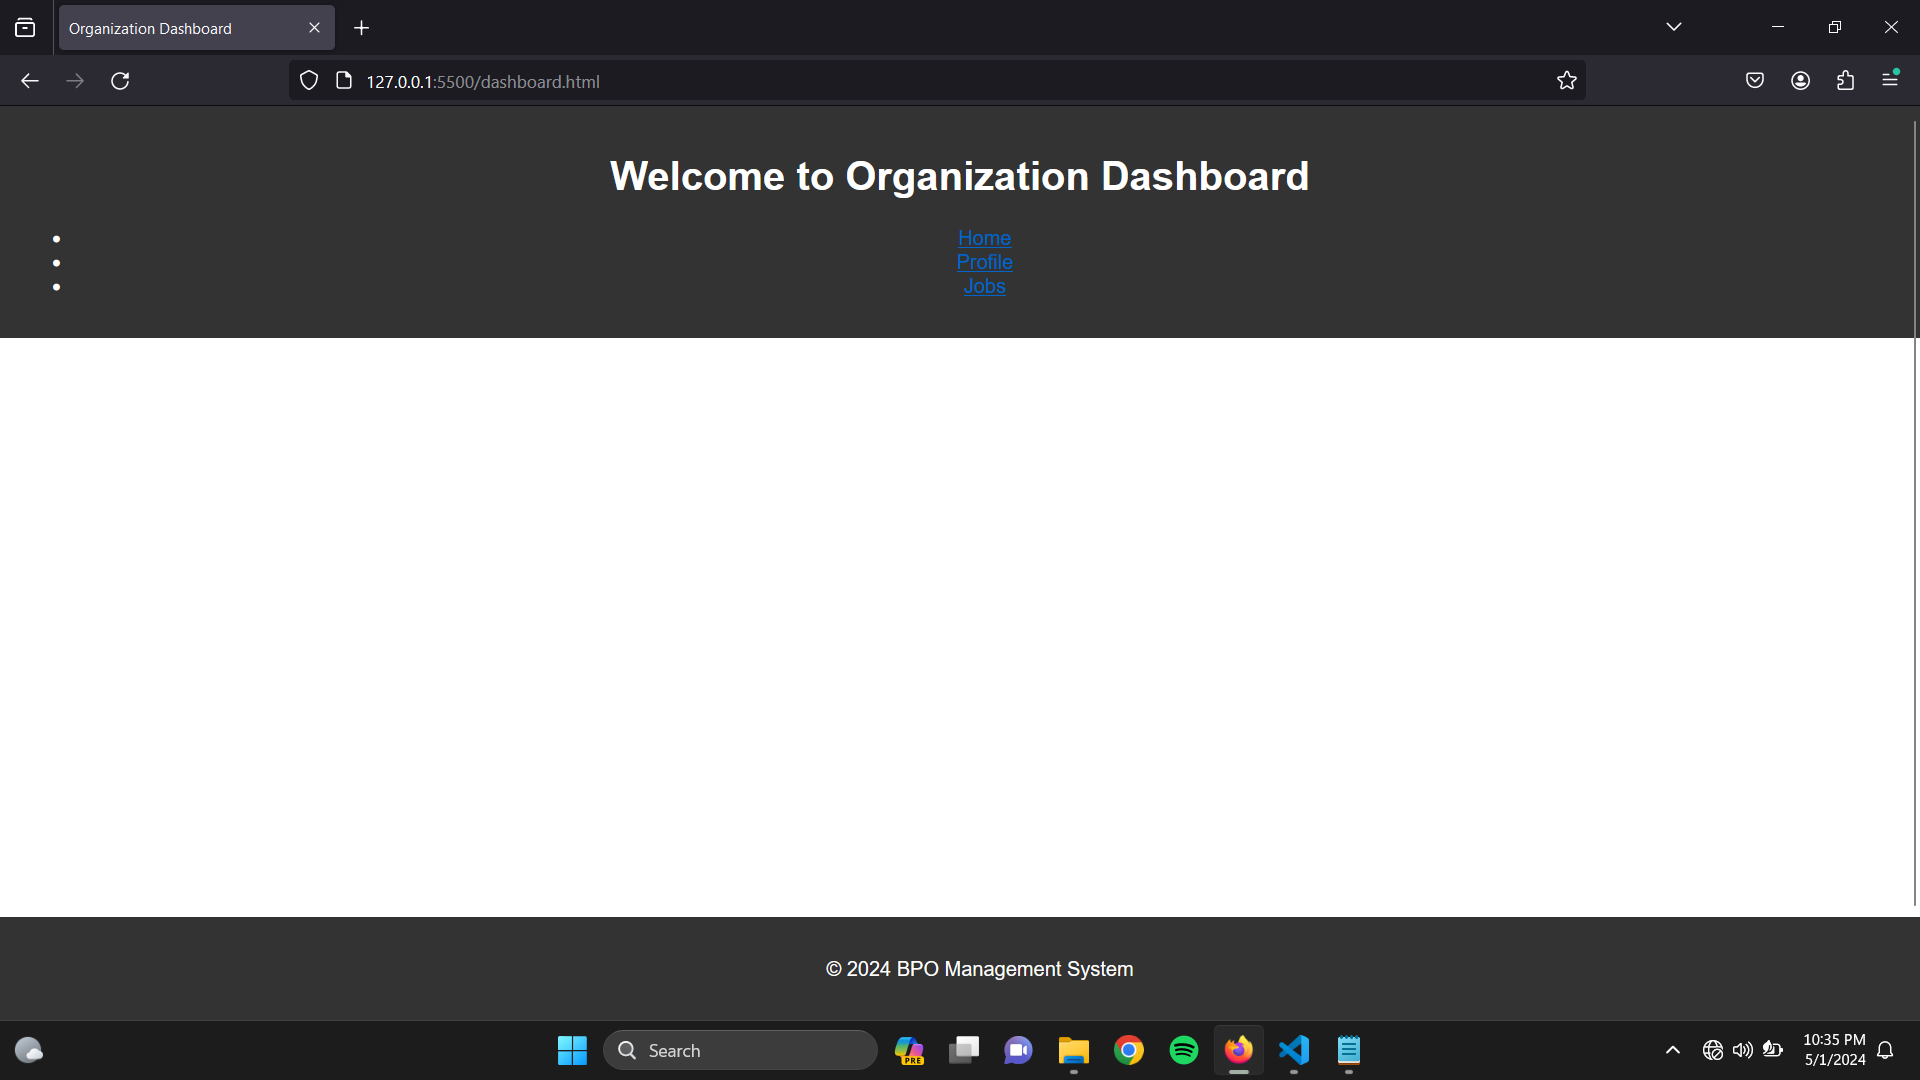 Organization Dashboard
127.0.0.1:5500/dashboard.html
Welcome to Organization Dashboard
Home
Profile
Jobs
© 2024 BPO Management System
Search
PRE
10:35 PM
5/1/2024